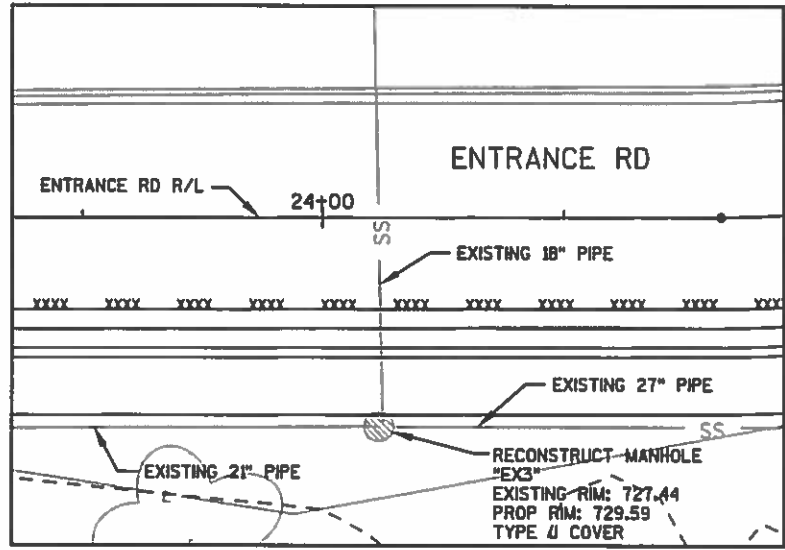 ENTRANCE RD
ENTRANCE RD R/L
24+00
SS
EXISTING 18" PIPE
XXXX XXXX XXXX XXXX XXXX XXXX XXXX XXXX XXXX XXXX XXX
EXISTING 27" PIPE
SS
EXISTING 21" PIPE
RECONSTRUCT MANHOLE
"EX3"
EXISTING RIM: 727.44
PROP RIM: 729.59
TYPE U COVER